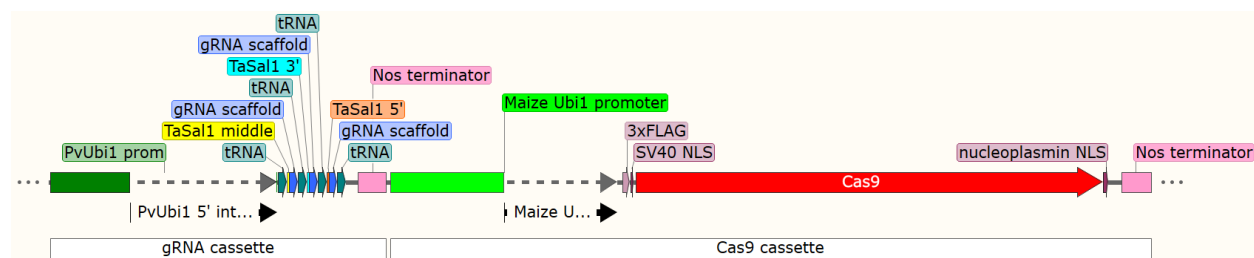 tRNA
gRNA scaffold
TaSal1 3'
tRNA
Nos terminator
gRNA scaffold
TaSal1 5'
Maize Ubi1 promoter
TaSal1 middle
gRNA scaffold
3xFLAG
PvUbi1 prom
tRNA
tRNA
SV40 NLS
nucleoplasmin NLS
Nos terminator
Cas9
PvUbi1 5' int...
Maize U...
gRNA cassette
Cas9 cassette